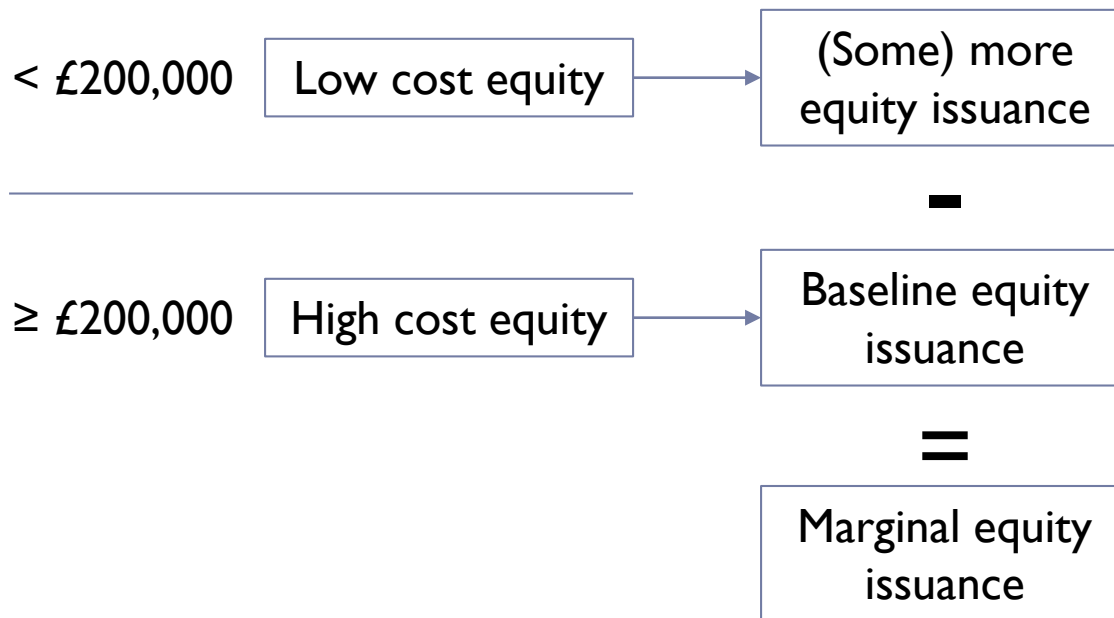 < £200,000
Low cost equity
(Some) more
equity issuance
-
≥ £200,000
High cost equity
Baseline equity
issuance
=
Marginal equity
issuance